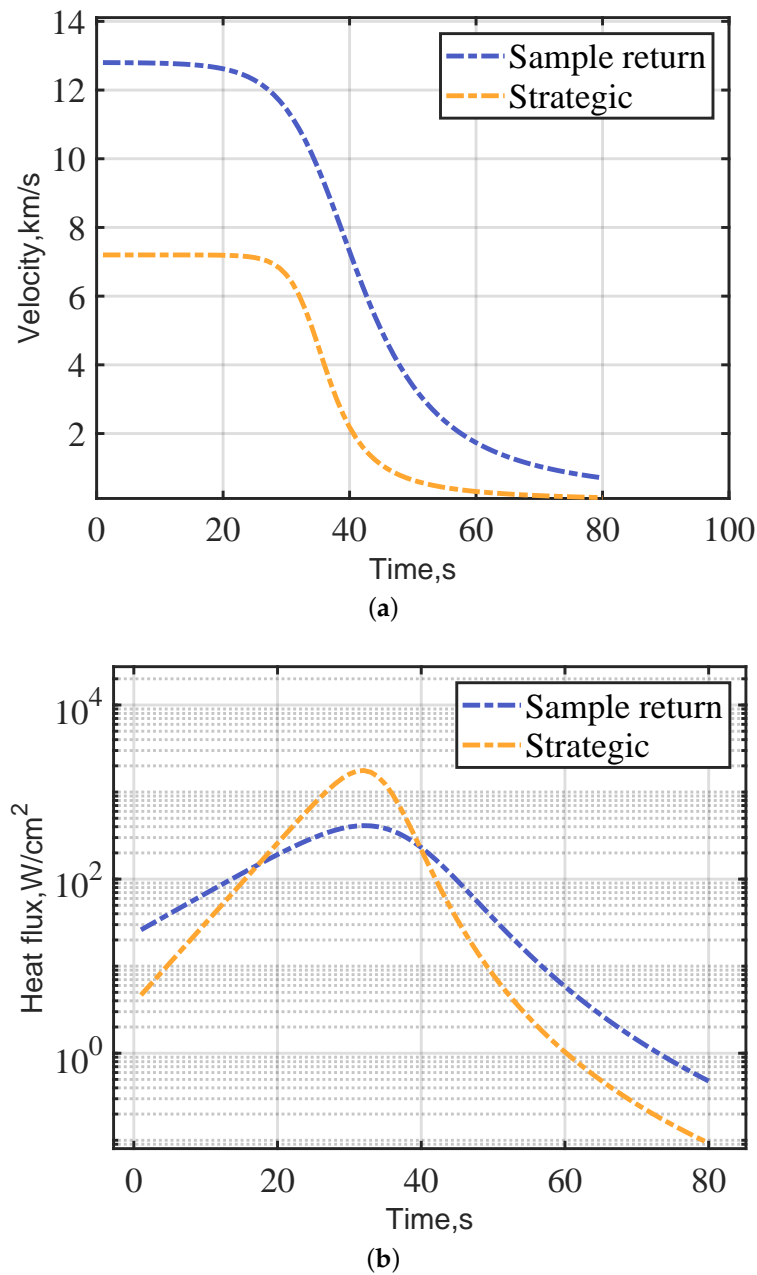 14
12
10
8
6
4
2
Velocity,km/s
Sample return
Strategic
0 20 40 60 80 100
Time,s
(a)
10^4
10^2
10^0
Heat flux,W/cm^2
Sample return
Strategic
0 20 40 60 80
Time,s
(b)